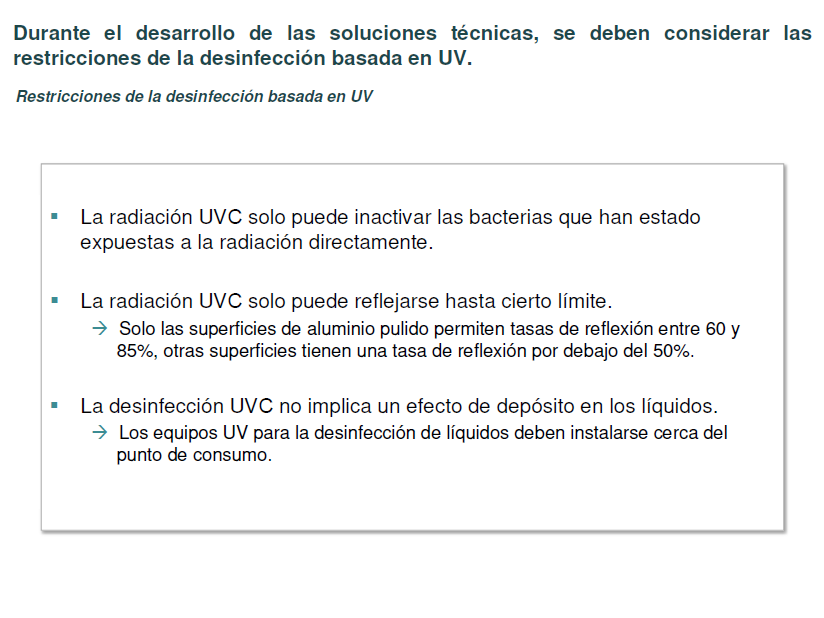 Durante el desarrollo de las soluciones técnicas, se deben considerar las
restricciones de la desinfección basada en UV.
Restricciones de la desinfección basada en UV
▪ La radiación UVC solo puede inactivar las bacterias que han estado
expuestas a la radiación directamente.
▪ La radiación UVC solo puede reflejarse hasta cierto límite.
→ Solo las superficies de aluminio pulido permiten tasas de reflexión entre 60 y
85%, otras superficies tienen una tasa de reflexión por debajo del 50%.
▪ La desinfección UVC no implica un efecto de depósito en los líquidos.
→ Los equipos UV para la desinfección de líquidos deben instalarse cerca del
punto de consumo.